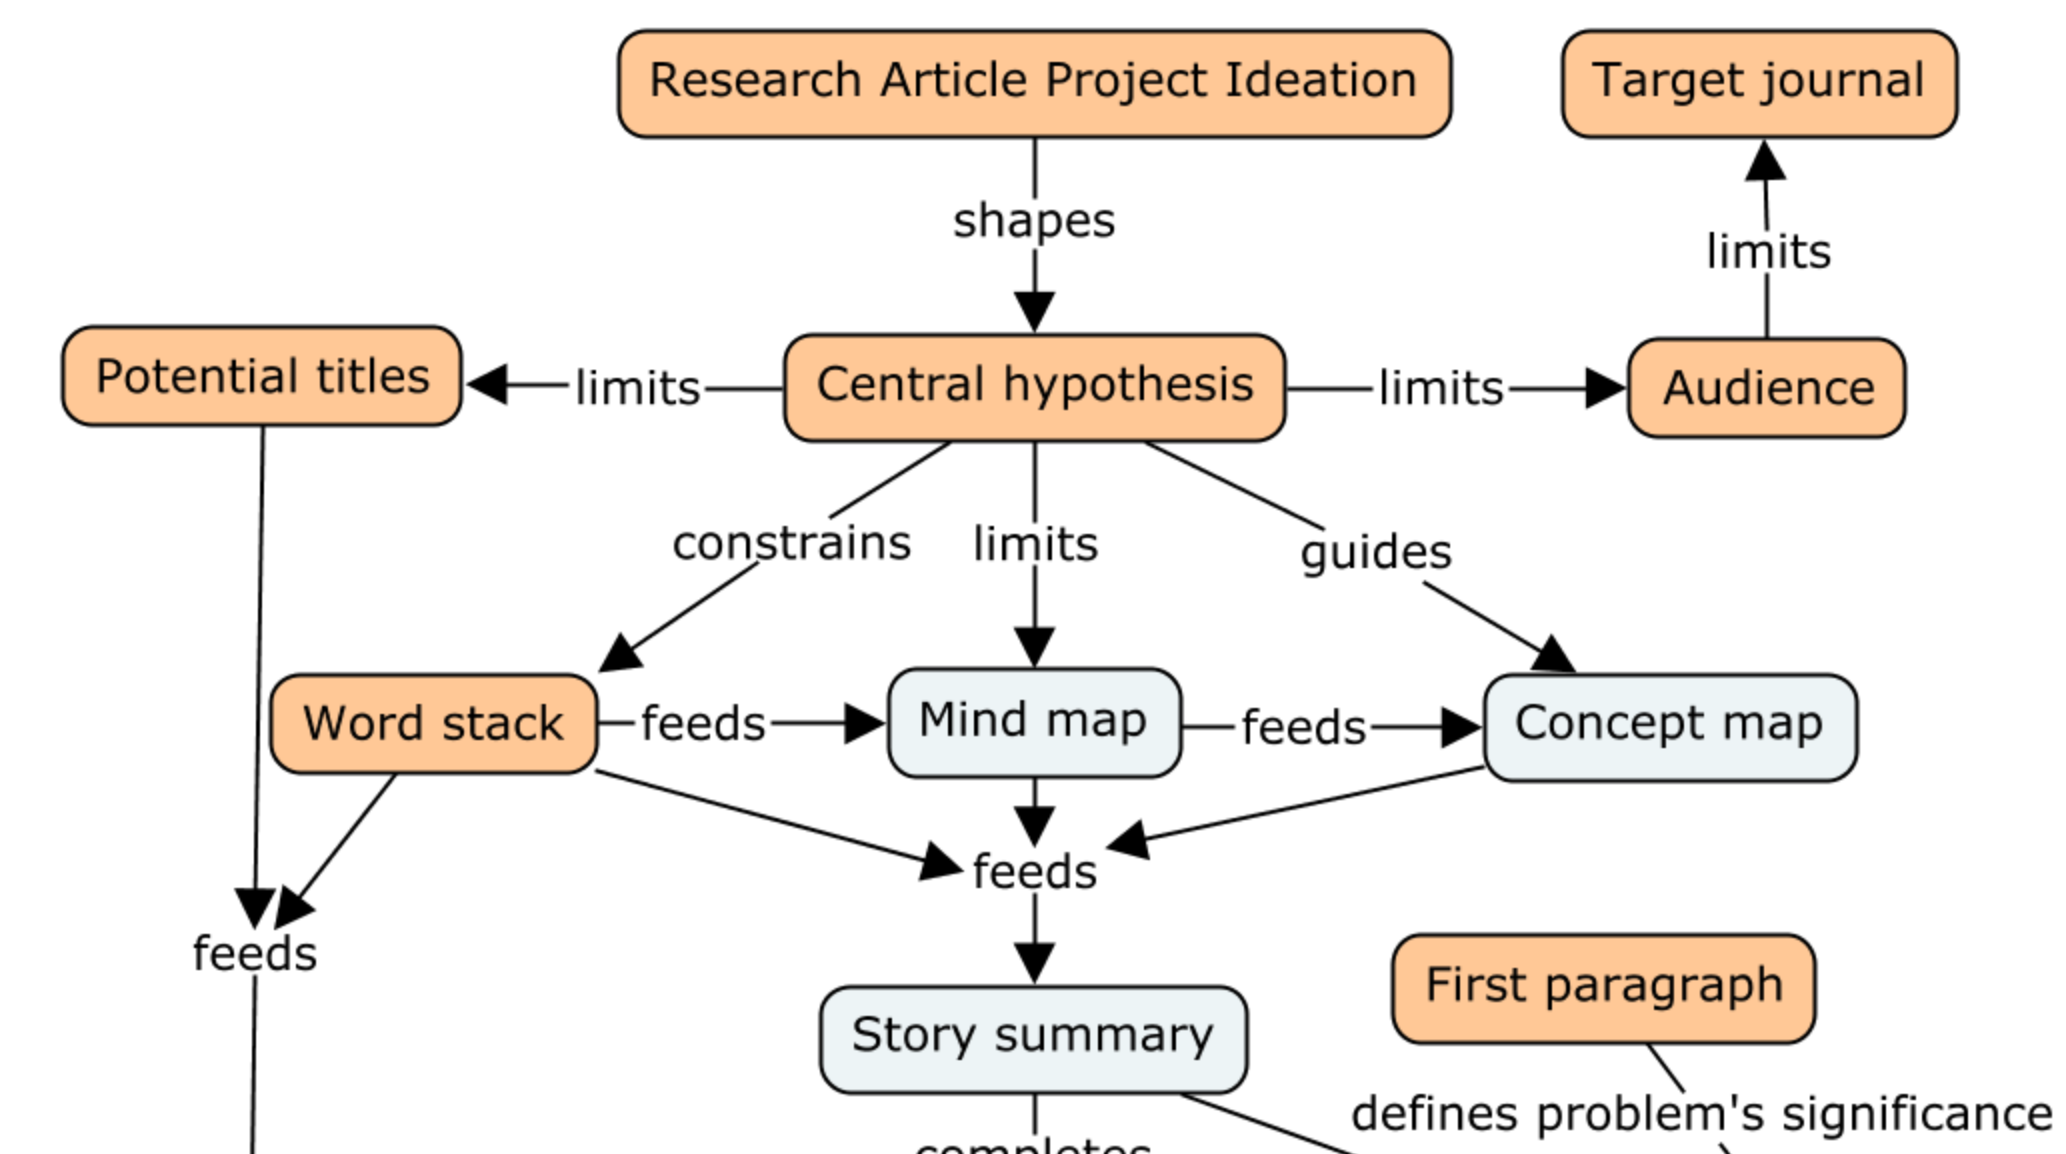 Research Article Project Ideation
Target journal
shapes
limits
Potential titles
limits
Central hypothesis
limits
Audience
constrains
limits
guides
Word stack
feeds
Mind map
feeds
Concept map
feeds
feeds
First paragraph
Story summary
defines problem's significance
completes